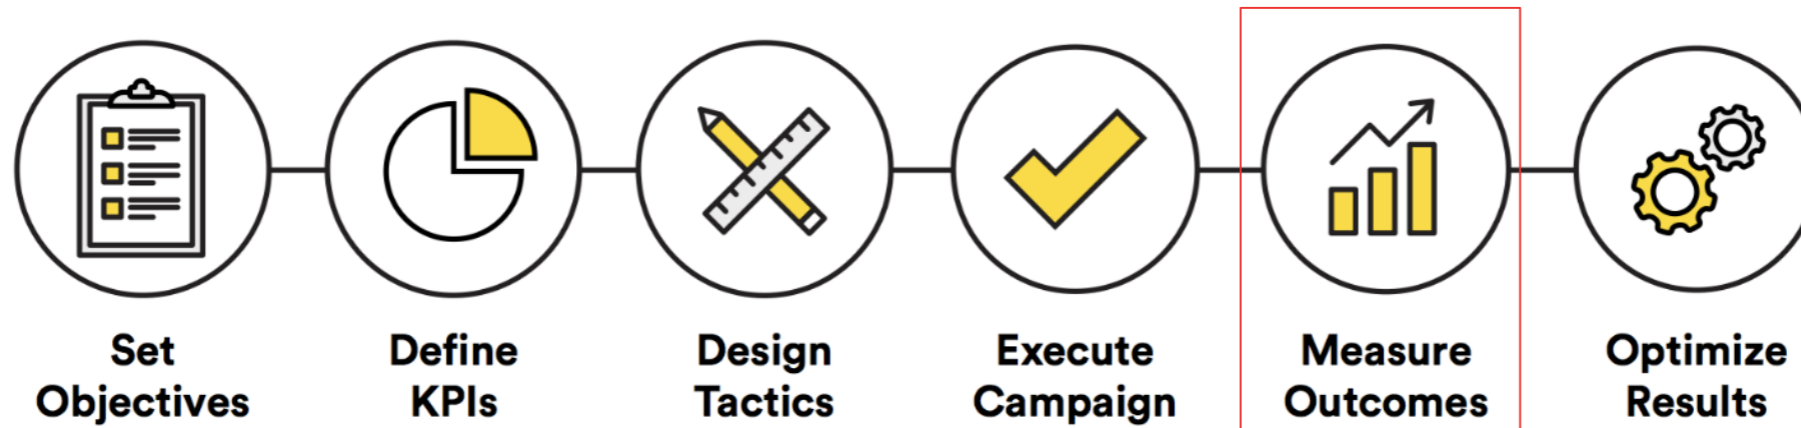 Set
Objectives
Define
KPIs
Design
Tactics
Execute
Campaign
Measure
Outcomes
Optimize
Results